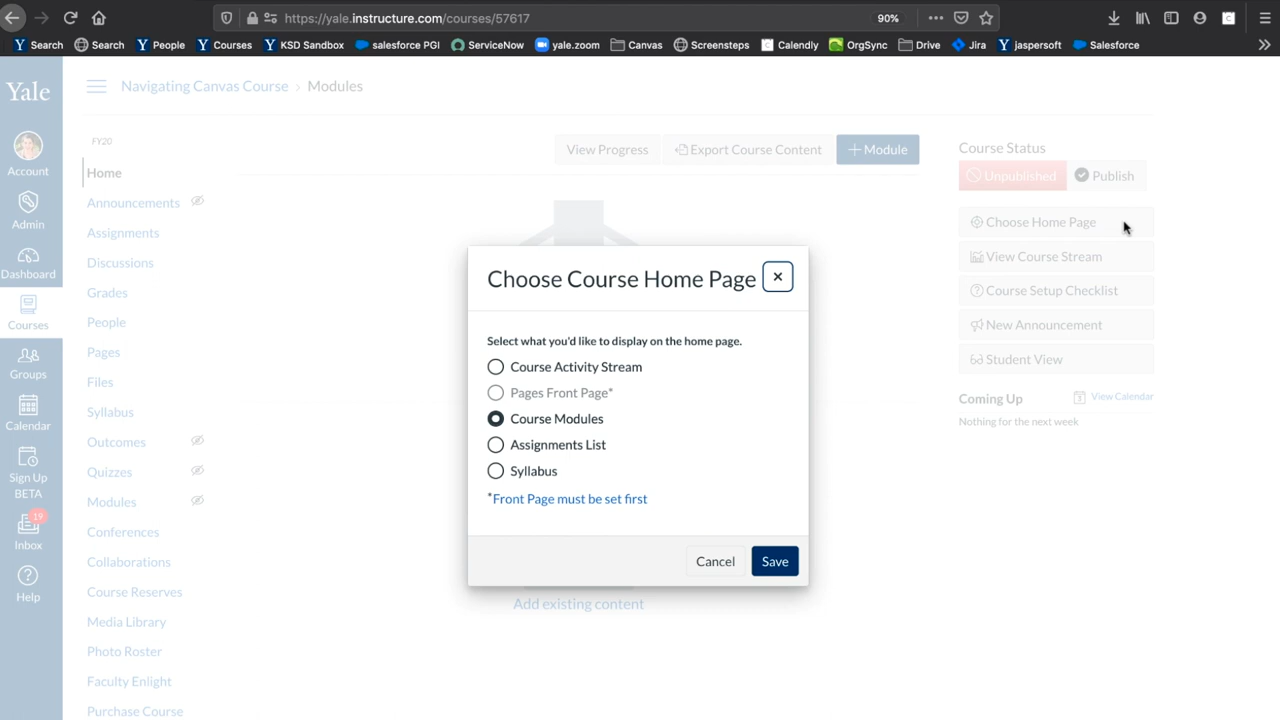 https://yale.instructure.com/courses/57617
90%
Search
Search
People
Courses
KSD Sandbox
salesforce PGI
ServiceNow
yale.zoom
Canvas
Screensteps
Calendly
OrgSync
Drive
Jira
jaspersoft
Salesforce
Yale
Account
Admin
Dashboard
Courses
Groups
Calendar
Sign Up
BETA
19
Inbox
Help
Navigating Canvas Course › Modules
FY20
Home
Announcements
Assignments
Discussions
Grades
People
Pages
Files
Syllabus
Outcomes
Quizzes
Modules
Conferences
Collaborations
Course Reserves
Media Library
Photo Roster
Faculty Enlight
Purchase Course
View Progress
Export Course Content
+ Module
Choose Course Home Page
Select what you'd like to display on the home page.
Course Activity Stream
Pages Front Page*
Course Modules
Assignments List
Syllabus
*Front Page must be set first
Cancel
Save
Add existing content
Course Status
Unpublished
Publish
Choose Home Page
View Course Stream
Course Setup Checklist
New Announcement
Student View
Coming Up
View Calendar
Nothing for the next week